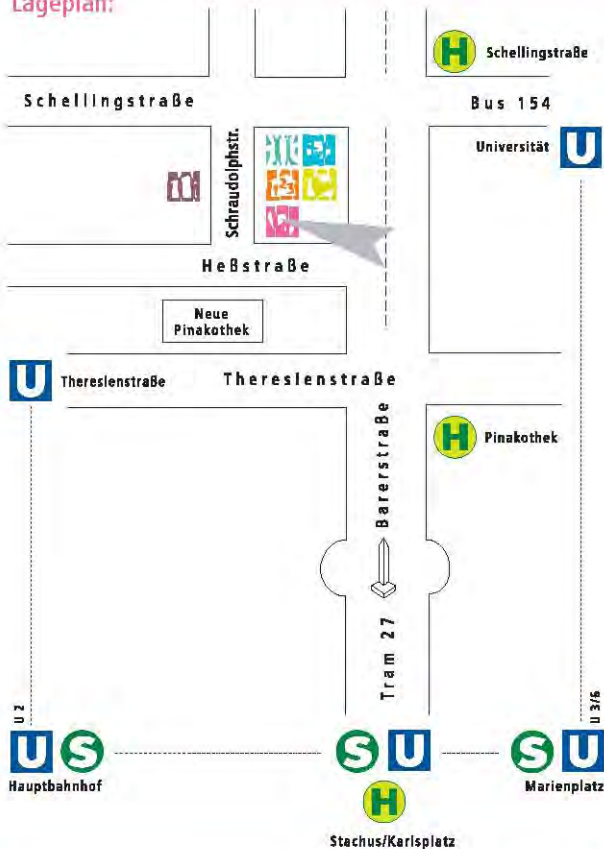 Lageplan:
H Schellingstraße
Schellingstraße
Bus 154
Universität U
Schraudolphstr.
Heßstraße
Neue
Pinakothek
U Theresienstraße
Theresienstraße
Barerstraße
H Pinakothek
Tram 27
U 2
U 3/6
U S
Hauptbahnhof
S U
H
Stachus/Karlsplatz
S U
Marienplatz